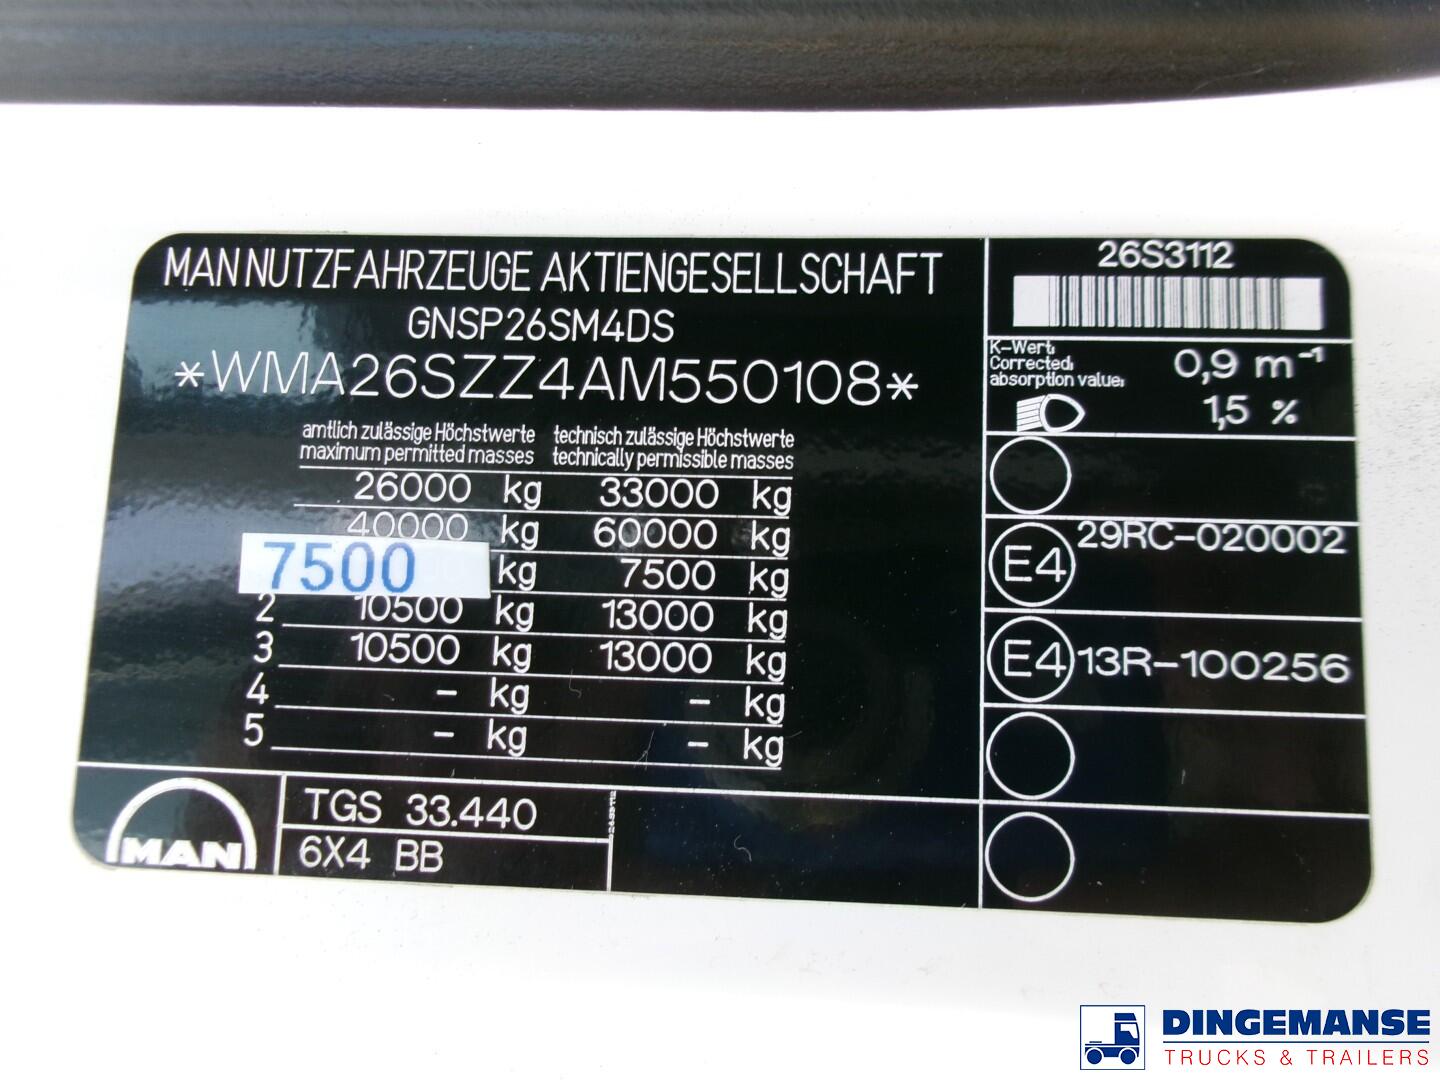 MAN NUTZFAHRZEUGE AKTIENGESELLSCHAFT
GNSP26SM4DS
*WMA26SZZ4AM550108*
amtlich zulässige Höchstwerte technisch zulässige Höchstwerte
maximum permitted masses technically permissible masses
26000 kg 33000 kg
40000 kg 60000 kg
7500 kg 7500 kg
2 10500 kg 13000 kg
3 10500 kg 13000 kg
4 - kg - kg
5 - kg - kg
MAN
TGS 33.440
6X4 BB
26S3112
26S3112
K-Wert:
Corrected:
absorption value:
0,9 m⁻¹
1,5 %
E4 29RC-020002
E4 13R-100256
DINGEMANSE
TRUCKS & TRAILERS